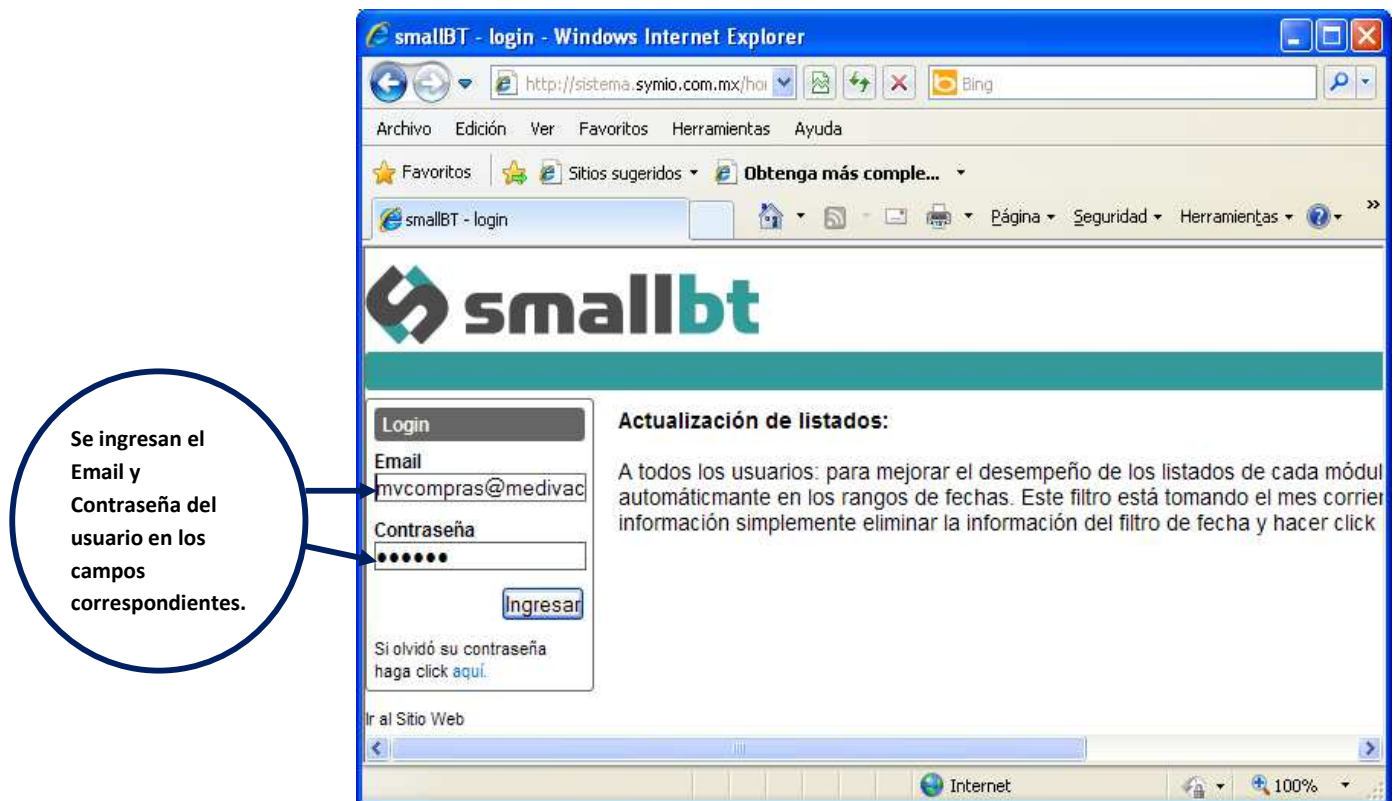 smallBT - login - Windows Internet Explorer
http://sistema.symio.com.mx/ho
Bing
Archivo Edición Ver Favoritos Herramientas Ayuda
Favoritos Sitios sugeridos Obtenga más comple...
smallBT - login
Página Seguridad Herramientas »
smallbt
Login
Email
mvcompras@medivac
Contraseña
••••••
Ingresar
Si olvidó su contraseña
haga click aquí.
Ir al Sitio Web
Actualización de listados:
A todos los usuarios: para mejorar el desempeño de los listados de cada módul
automáticmante en los rangos de fechas. Este filtro está tomando el mes corrier
información simplemente eliminar la información del filtro de fecha y hacer click
Internet 100%
Se ingresan el
Email y
Contraseña del
usuario en los
campos
correspondientes.